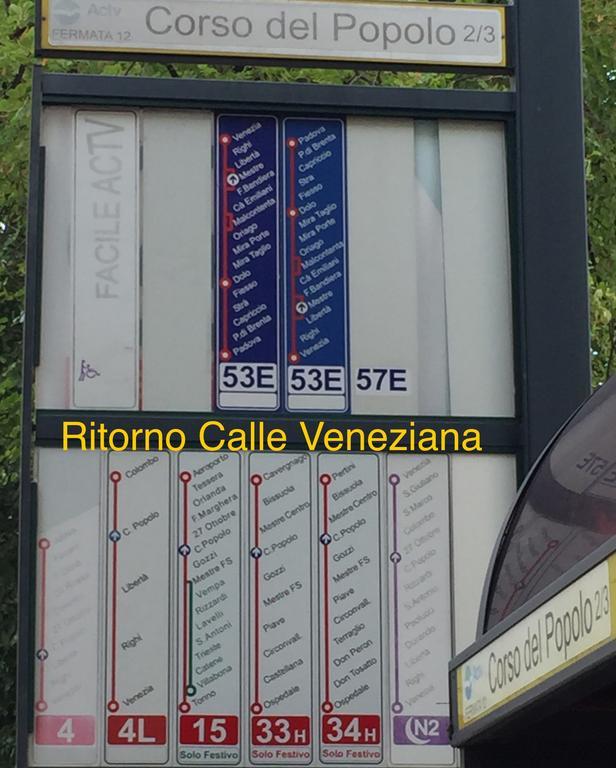 Actv
FERMATA 12
Corso del Popolo 2/3
FACILE ACTV
Venezia
Righi
Libertà
Mestre
F.Bandiera
Cà Emiliani
Malcontenta
Oriago
Mira Porte
Mira Taglio
Dolo
Fiesso
Strà
Capriccio
P.di Brenta
Padova
53E
Padova
P.di Brenta
Capriccio
Stra
Fiesso
Dolo
Mira Taglio
Mira Porte
Oriago
Malcontenta
Cà Emiliani
F.Bandiera
Mestre
Libertà
Righi
Venezia
53E
57E
Ritorno Calle Veneziana
4
Colombo
C. Popolo
Libertà
Righi
Venezia
4L
Aeroporto
Tessera
Orlanda
F.Marghera
27 Ottobre
C.Popolo
Gozzi
Mestre FS
Vempa
Rizzardi
Lavelli
S.Antoni
Trieste
Catene
Villabona
Torino
15
Solo Festivo
Cavergnago
Bissuola
Mestre Centro
C.Popolo
Gozzi
Mestre FS
Piave
Circonvall.
Castellana
Ospedale
33H
Solo Festivo
Pertini
Bissuola
Mestre Centro
C.Popolo
Gozzi
Mestre FS
Piave
Circonvall.
Terraglio
Don Peron
Don Tosatto
Ospedale
34H
Solo Festivo
Venezia
S.Giuliano
S.Marco
Colombo
27 Ottobre
C.Popolo
Rizzardi
S.Antonio
Paolucci
Durando
Libertà
Righi
Venezia
N2
Actv
Corso del Popolo 2/3